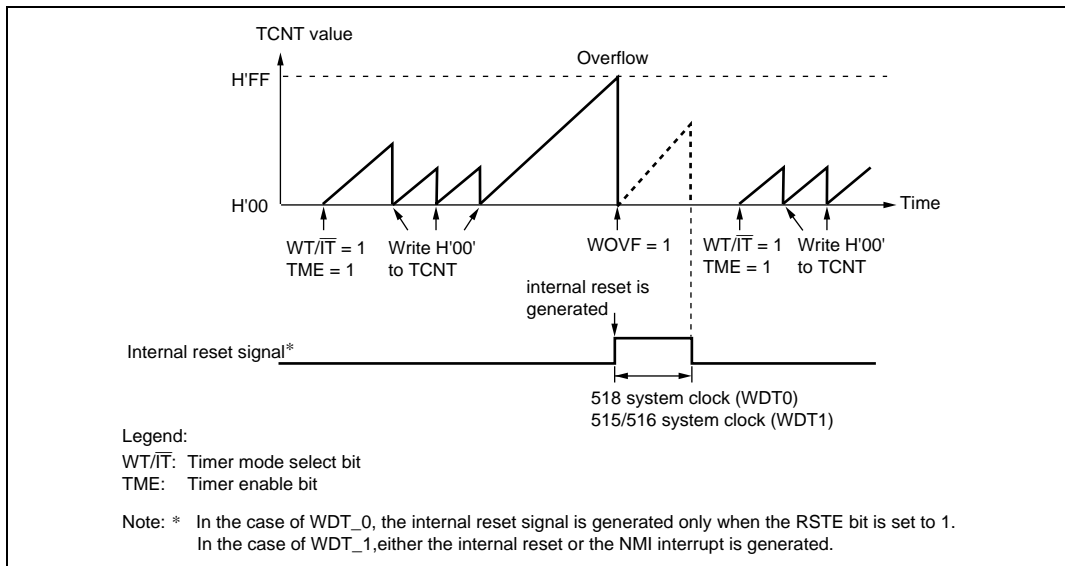 TCNT value
Overflow
H'FF
H'00
Time
WT/IT = 1
TME = 1
Write H'00'
to TCNT
WOVF = 1
WT/IT = 1
TME = 1
Write H'00'
to TCNT
internal reset is
generated
Internal reset signal*
518 system clock (WDT0)
515/516 system clock (WDT1)
Legend:
WT/IT: Timer mode select bit
TME: Timer enable bit
Note: * In the case of WDT_0, the internal reset signal is generated only when the RSTE bit is set to 1.
In the case of WDT_1,either the internal reset or the NMI interrupt is generated.